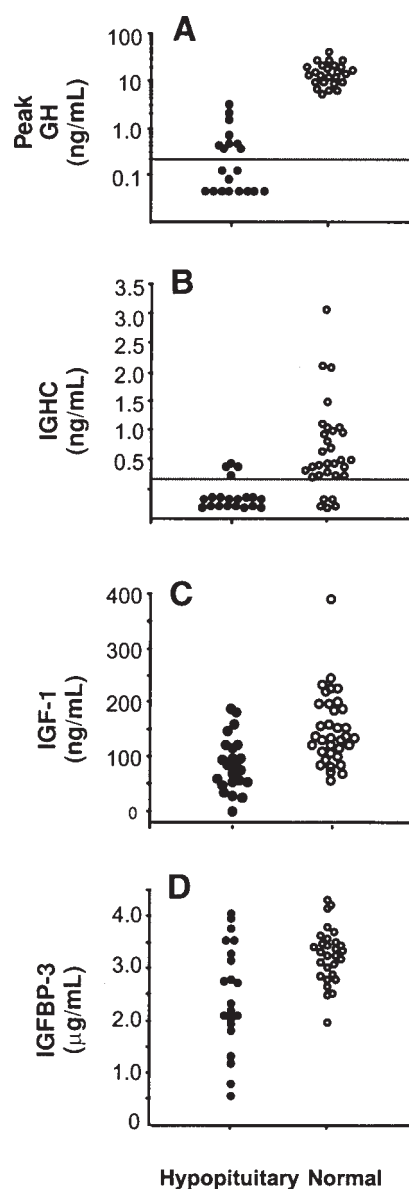 A
Peak
GH
(ng/mL)
100
10
1.0
0.1
B
IGHC
(ng/mL)
3.5
3.0
2.5
2.0
1.5
1.0
0.5
C
IGF-1
(ng/mL)
400
300
200
100
0
D
IGFBP-3
(µg/mL)
4.0
3.0
2.0
1.0
0
Hypopituitary Normal